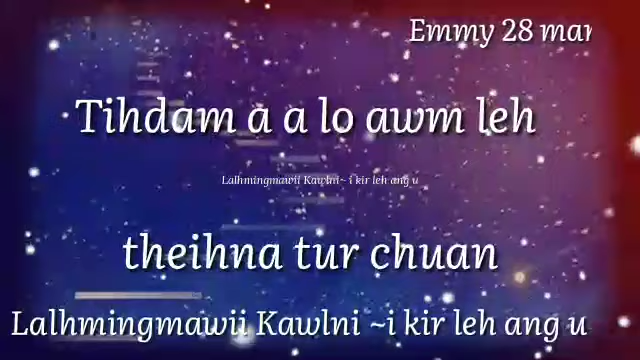 Emmy 28 mar
Tihdam a a lo awm leh
Lalhmingmawii Kawlni~ i kir leh ang u
theihna tur chuan
Lalhmingmawii Kawlni ~i kir leh ang u